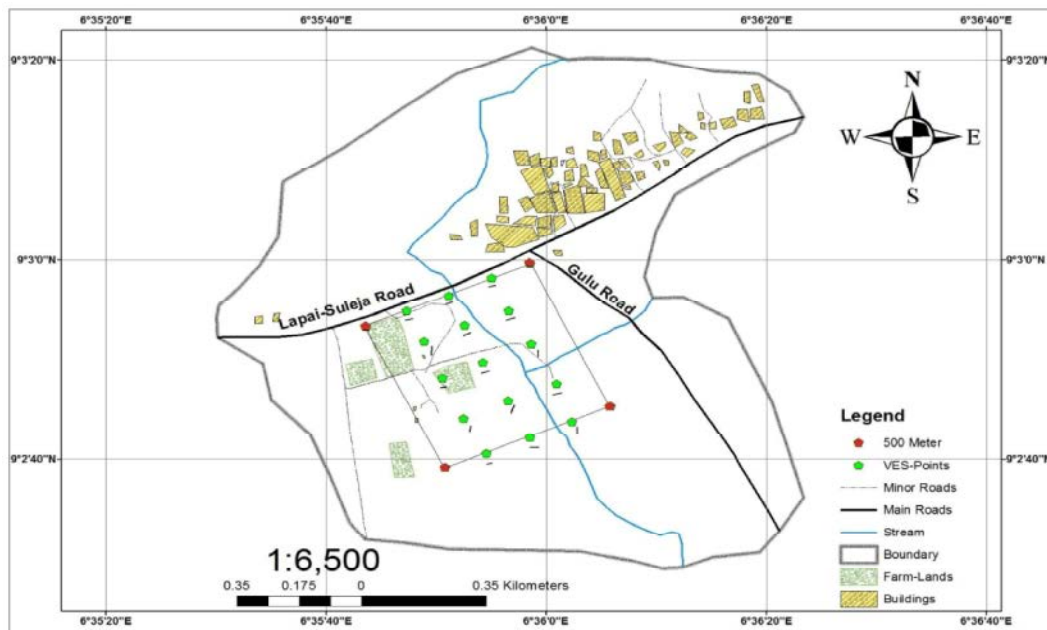 6°35'20"E 6°35'40"E 6°36'0"E 6°36'20"E 6°36'40"E
9°3'20"N 9°3'20"N
N
W E
S
9°3'0"N 9°3'0"N
Lapai-Suleja Road
Gulu Road
Legend
500 Meter
VES-Points
Minor Roads
Main Roads
Stream
Boundary
Farm-Lands
Buildings
9°2'40"N 9°2'40"N
1:6,500
0.35 0.175 0 0.35 Kilometers
6°35'20"E 6°35'40"E 6°36'0"E 6°36'20"E 6°36'40"E